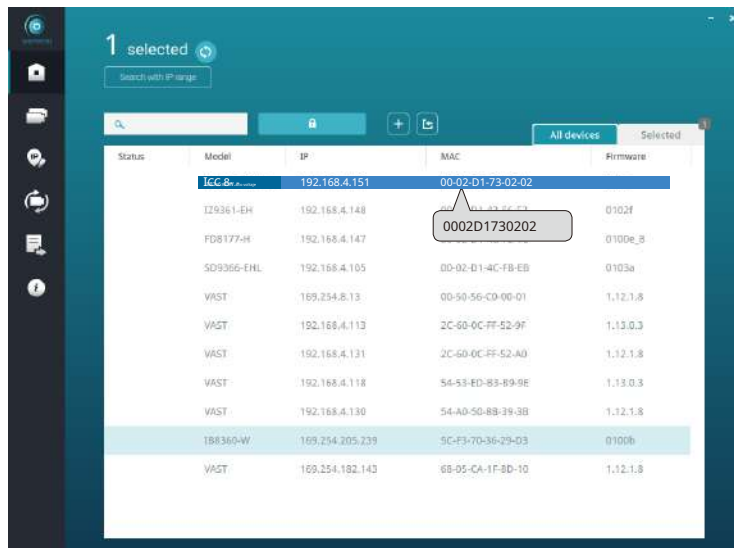 1 selected
Search with IP range
All devices Selected 1
Status Model IP MAC Firmware
192.168.4.151 00-02-D1-73-02-02
IZ9361-EH 192.168.4.148 0102f
0002D1730202
FD8177-H 192.168.4.147 0100e_8
SD9366-EHL 192.168.4.105 00-02-D1-4C-FB-EB 0103a
VAST 169.254.8.13 00-50-56-C0-00-01 1.12.1.8
VAST 192.168.4.113 2C-60-0C-FF-52-9F 1.13.0.3
VAST 192.168.4.131 2C-60-0C-FF-52-A0 1.12.1.8
VAST 192.168.4.118 54-53-ED-B3-B9-9E 1.13.0.3
VAST 192.168.4.130 54-A0-50-8B-39-3B 1.12.1.8
IB8360-W 169.254.205.239 5C-F3-70-36-29-D3 0100b
VAST 169.254.182.143 68-05-CA-1F-8D-10 1.12.1.8